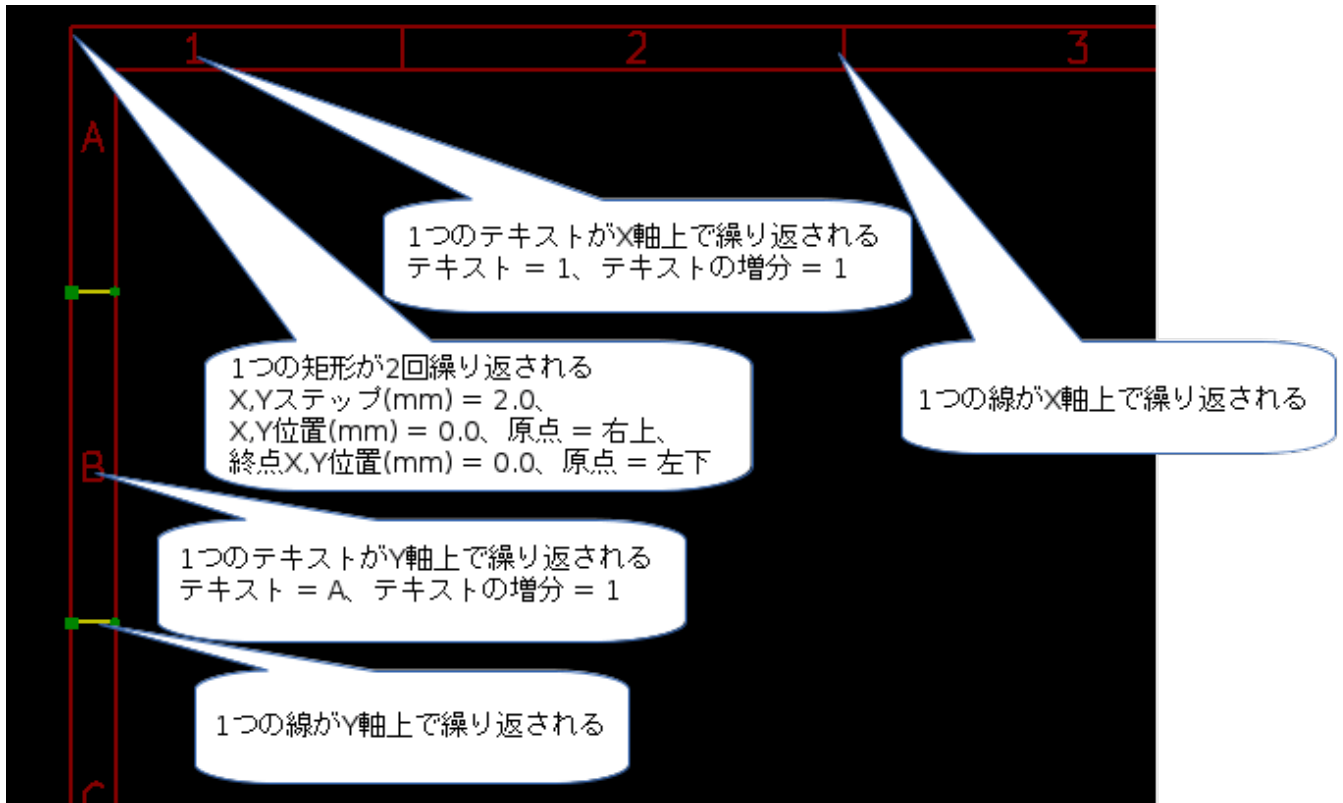 1
2
3
A
1つのテキストがX軸上で繰り返される
テキスト = 1、テキストの増分 = 1
1つの矩形が2回繰り返される
X,Yステップ(mm) = 2.0、
X,Y位置(mm) = 0.0、原点 = 右上、
終点X,Y位置(mm) = 0.0、原点 = 左下
1つの線がX軸上で繰り返される
B
1つのテキストがY軸上で繰り返される
テキスト = A、テキストの増分 = 1
1つの線がY軸上で繰り返される
C